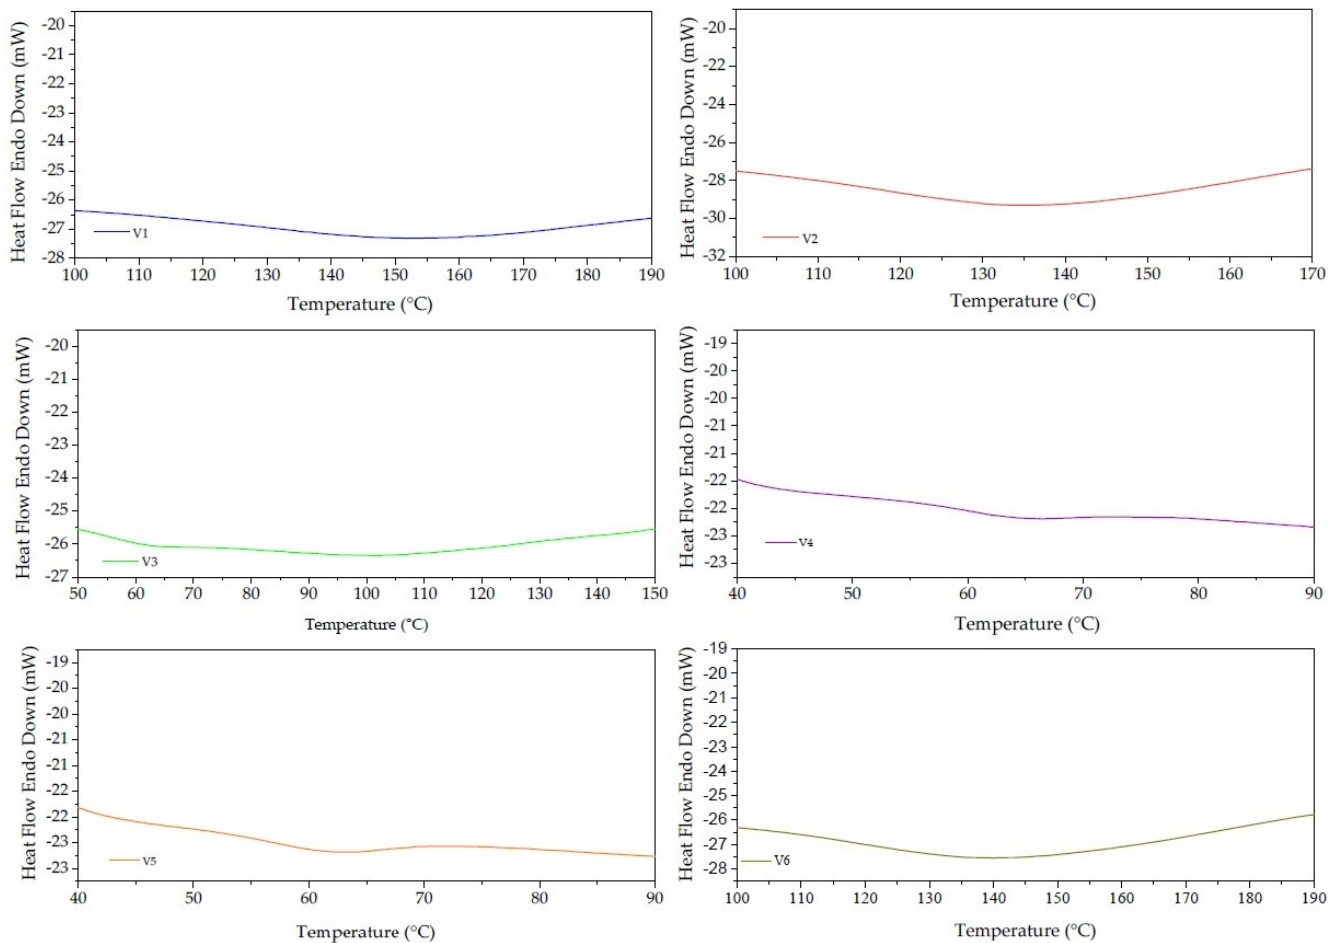 Heat Flow Endo Down (mW)
-20
-21
-22
-23
-24
-25
-26
-27
-28
V1
100 110 120 130 140 150 160 170 180 190
Temperature (°C)
Heat Flow Endo Down (mW)
-20
-22
-24
-26
-28
-30
-32
V2
100 110 120 130 140 150 160 170
Temperature (°C)
Heat Flow Endo Down (mW)
-20
-21
-22
-23
-24
-25
-26
-27
V3
50 60 70 80 90 100 110 120 130 140 150
Temperature (°C)
Heat Flow Endo Down (mW)
-19
-20
-20
-21
-21
-22
-22
-23
-23
V4
40 50 60 70 80 90
Temperature (°C)
Heat Flow Endo Down (mW)
-19
-20
-20
-21
-21
-22
-22
-23
-23
V5
40 50 60 70 80 90
Temperature (°C)
Heat Flow Endo Down (mW)
-19
-20
-21
-22
-23
-24
-25
-26
-27
-28
V6
100 110 120 130 140 150 160 170 180 190
Temperature (°C)